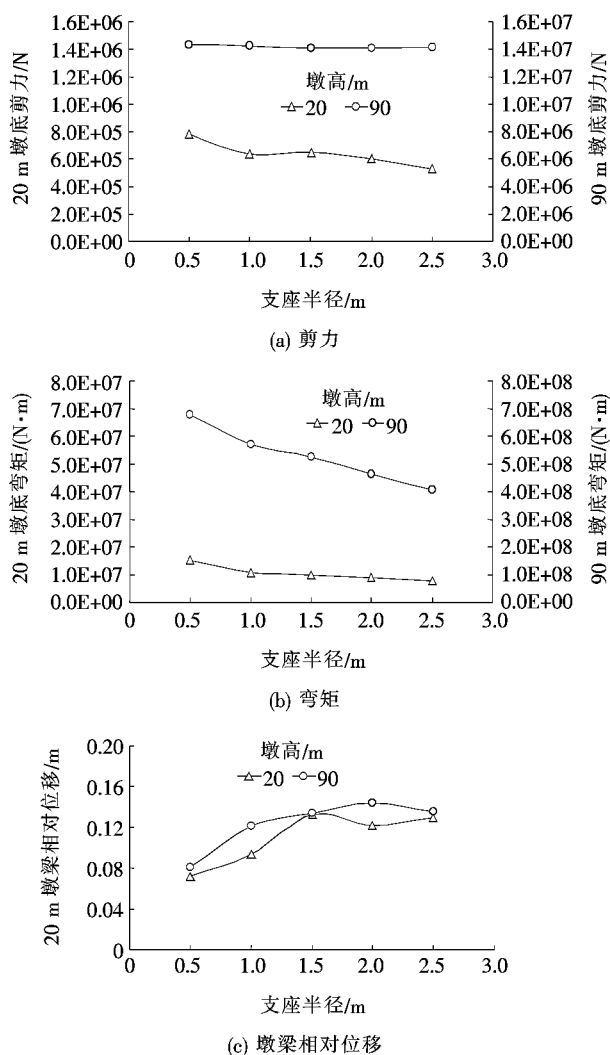 20 m 墩底剪力/N
1.6E+06
1.4E+06
1.2E+06
1.0E+06
8.0E+05
6.0E+05
4.0E+05
2.0E+05
0.0E+00
墩高/m
20 90
1.6E+07
1.4E+07
1.2E+07
1.0E+07
8.0E+06
6.0E+06
4.0E+06
2.0E+06
0.0E+00
90 m 墩底剪力/N
0 0.5 1.0 1.5 2.0 2.5 3.0
支座半径/m
(a) 剪力
20 m 墩底弯矩/(N·m)
8.0E+07
7.0E+07
6.0E+07
5.0E+07
4.0E+07
3.0E+07
2.0E+07
1.0E+07
0.0E+00
墩高/m
20 90
8.0E+08
7.0E+08
6.0E+08
5.0E+08
4.0E+08
3.0E+08
2.0E+08
1.0E+08
0.0E+00
90 m 墩底弯矩/(N·m)
0 0.5 1.0 1.5 2.0 2.5 3.0
支座半径/m
(b) 弯矩
20 m 墩梁相对位移/m
0.20
0.16
0.12
0.08
0.04
0
墩高/m
20 90
0 0.5 1.0 1.5 2.0 2.5 3.0
支座半径/m
(c) 墩梁相对位移